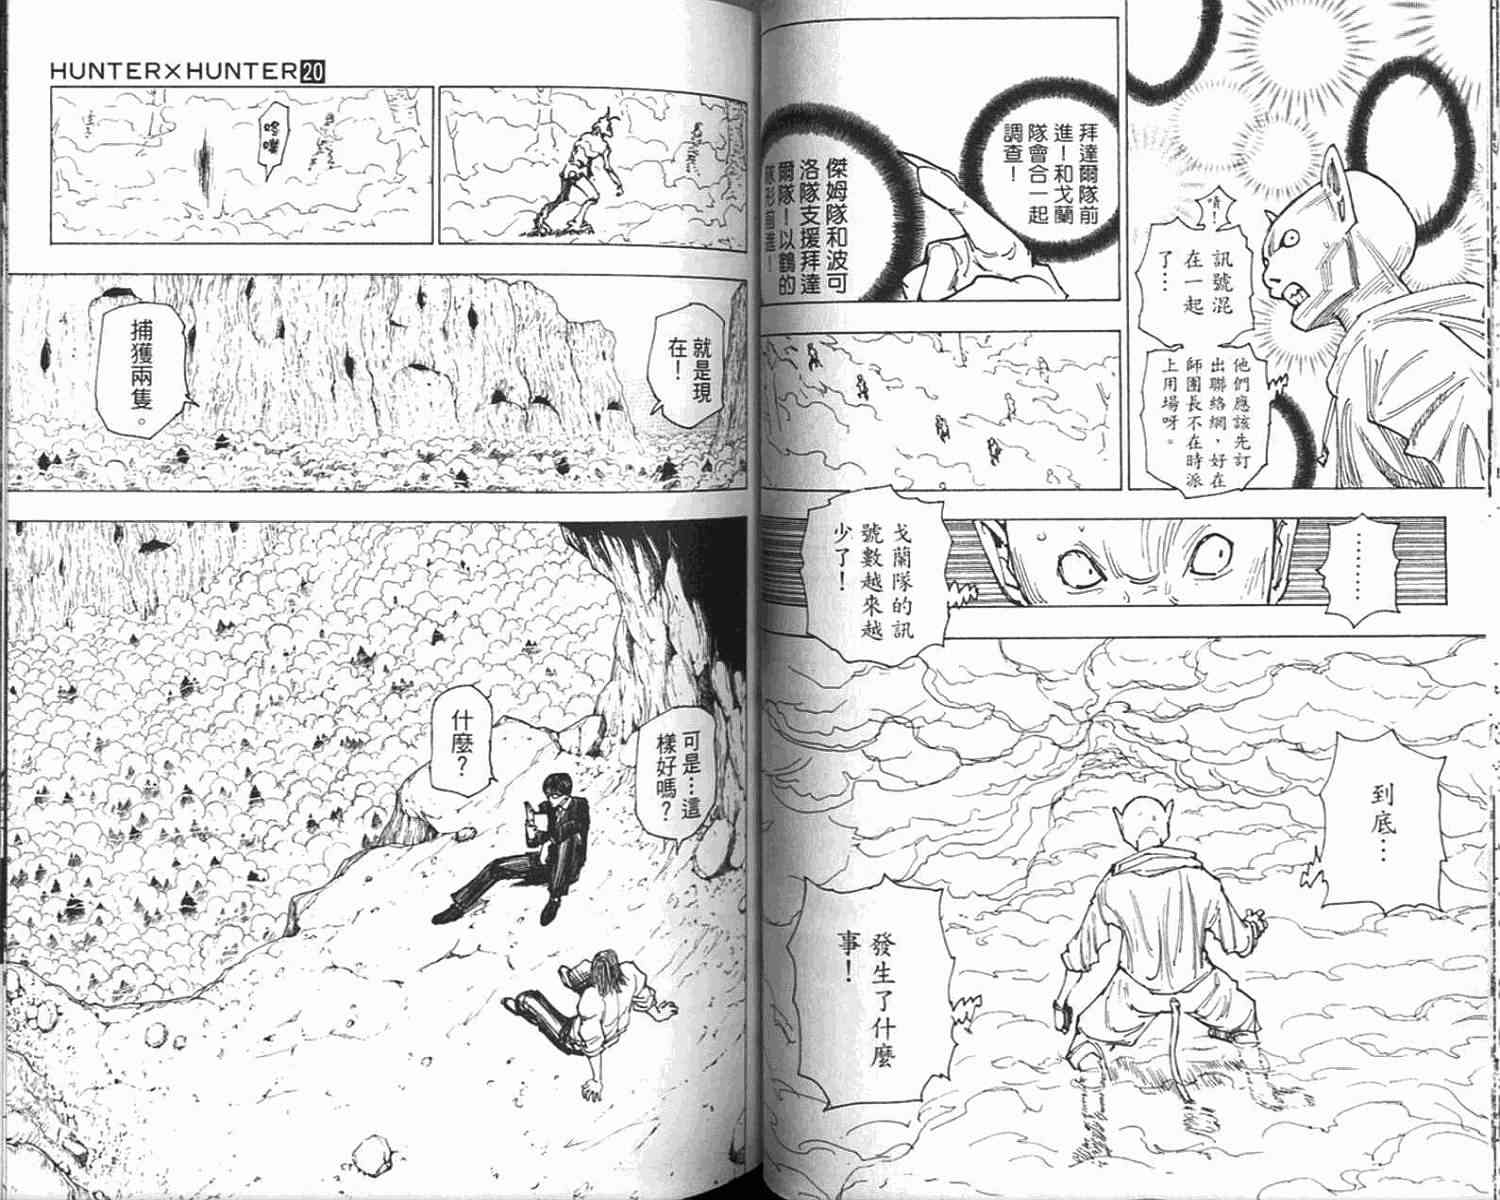 嘖!
訊號混
在一起
了…
他們應該先訂
出聯絡網、好在
師團長不在時派
上用場呀。
拜達爾隊前
進!和戈蘭
隊會合一起
調查!
傑姆隊和波可
洛隊支援拜達
爾隊!以鶴的
隊形前進!
………
戈蘭隊的訊
號數越來越
少了!
到底…
發生了什麼
事!
HUNTER×HUNTER 20
就是現
在!
捕獲兩隻。
可是…這
樣好嗎?
什麼?